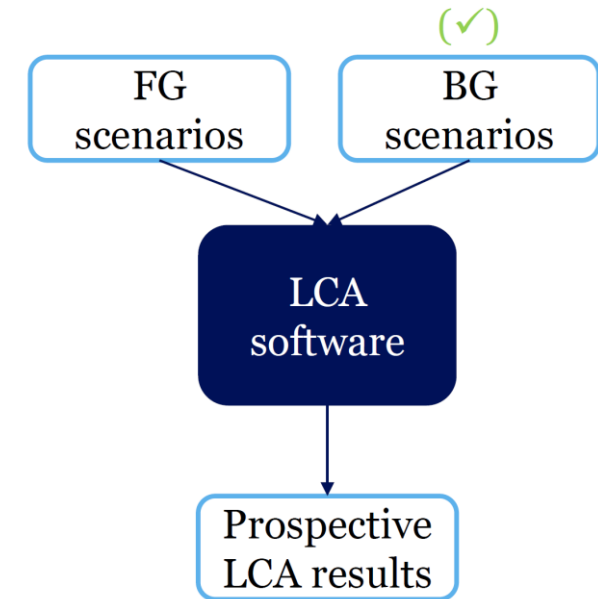 (✓)
FG
scenarios
BG
scenarios
LCA
software
Prospective
LCA results